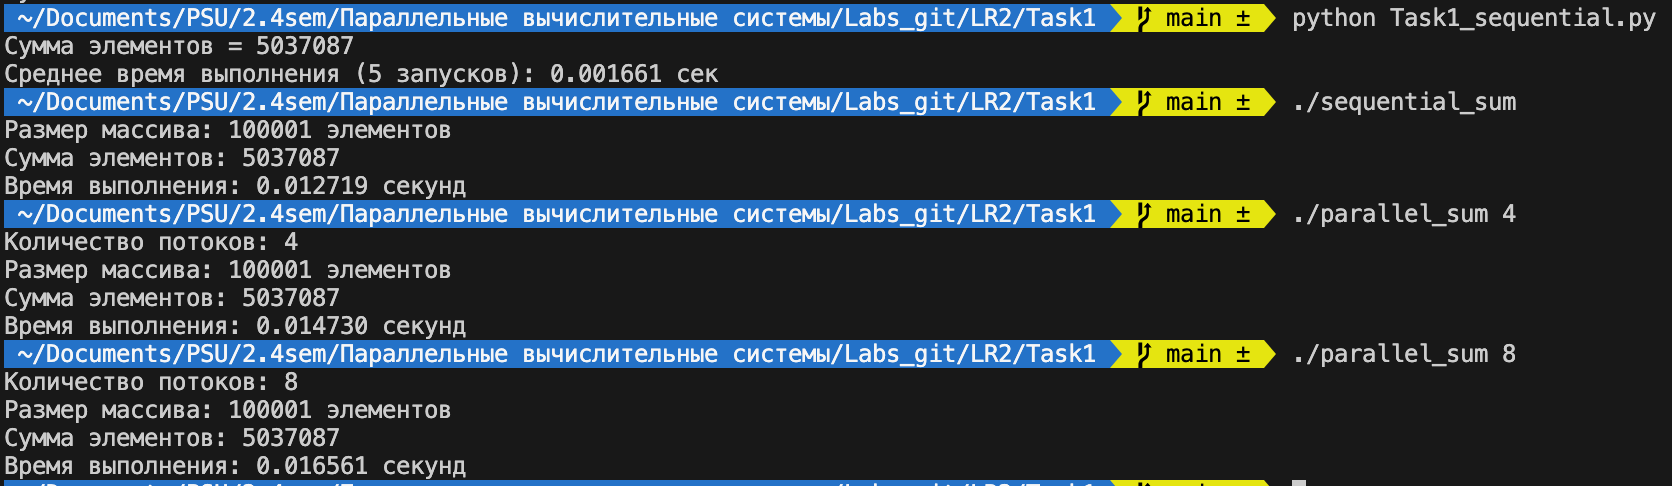 ~/Documents/PSU/2.4sem/Параллельные вычислительные системы/Labs_git/LR2/Task1 main ± python Task1_sequential.py
Сумма элементов = 5037087
Среднее время выполнения (5 запусков): 0.001661 сек
~/Documents/PSU/2.4sem/Параллельные вычислительные системы/Labs_git/LR2/Task1 main ± ./sequential_sum
Размер массива: 100001 элементов
Сумма элементов: 5037087
Время выполнения: 0.012719 секунд
~/Documents/PSU/2.4sem/Параллельные вычислительные системы/Labs_git/LR2/Task1 main ± ./parallel_sum 4
Количество потоков: 4
Размер массива: 100001 элементов
Сумма элементов: 5037087
Время выполнения: 0.014730 секунд
~/Documents/PSU/2.4sem/Параллельные вычислительные системы/Labs_git/LR2/Task1 main ± ./parallel_sum 8
Количество потоков: 8
Размер массива: 100001 элементов
Сумма элементов: 5037087
Время выполнения: 0.016561 секунд